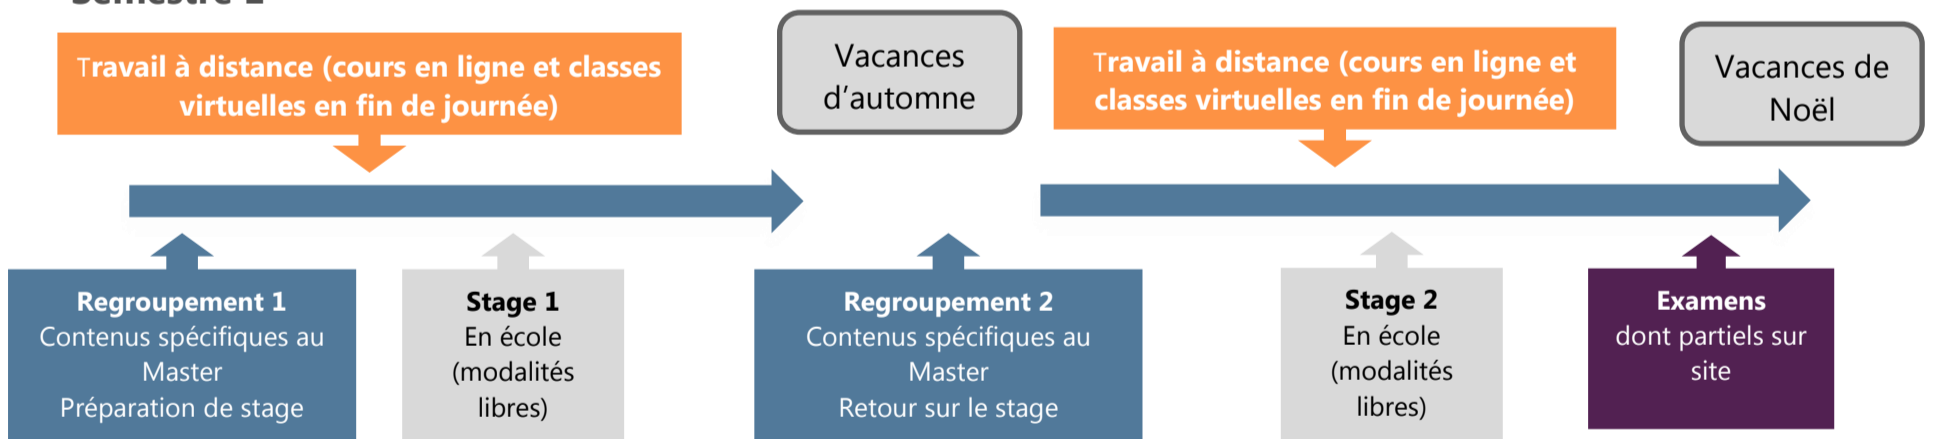 Travail à distance (cours en ligne et classes
virtuelles en fin de journée)
Vacances
d’automne
Travail à distance (cours en ligne et
classes virtuelles en fin de journée)
Vacances de
Noël
Regroupement 1
Contenus spécifiques au
Master
Préparation de stage
Stage 1
En école
(modalités
libres)
Regroupement 2
Contenus spécifiques au
Master
Retour sur le stage
Stage 2
En école
(modalités
libres)
Examens
dont partiels sur
site